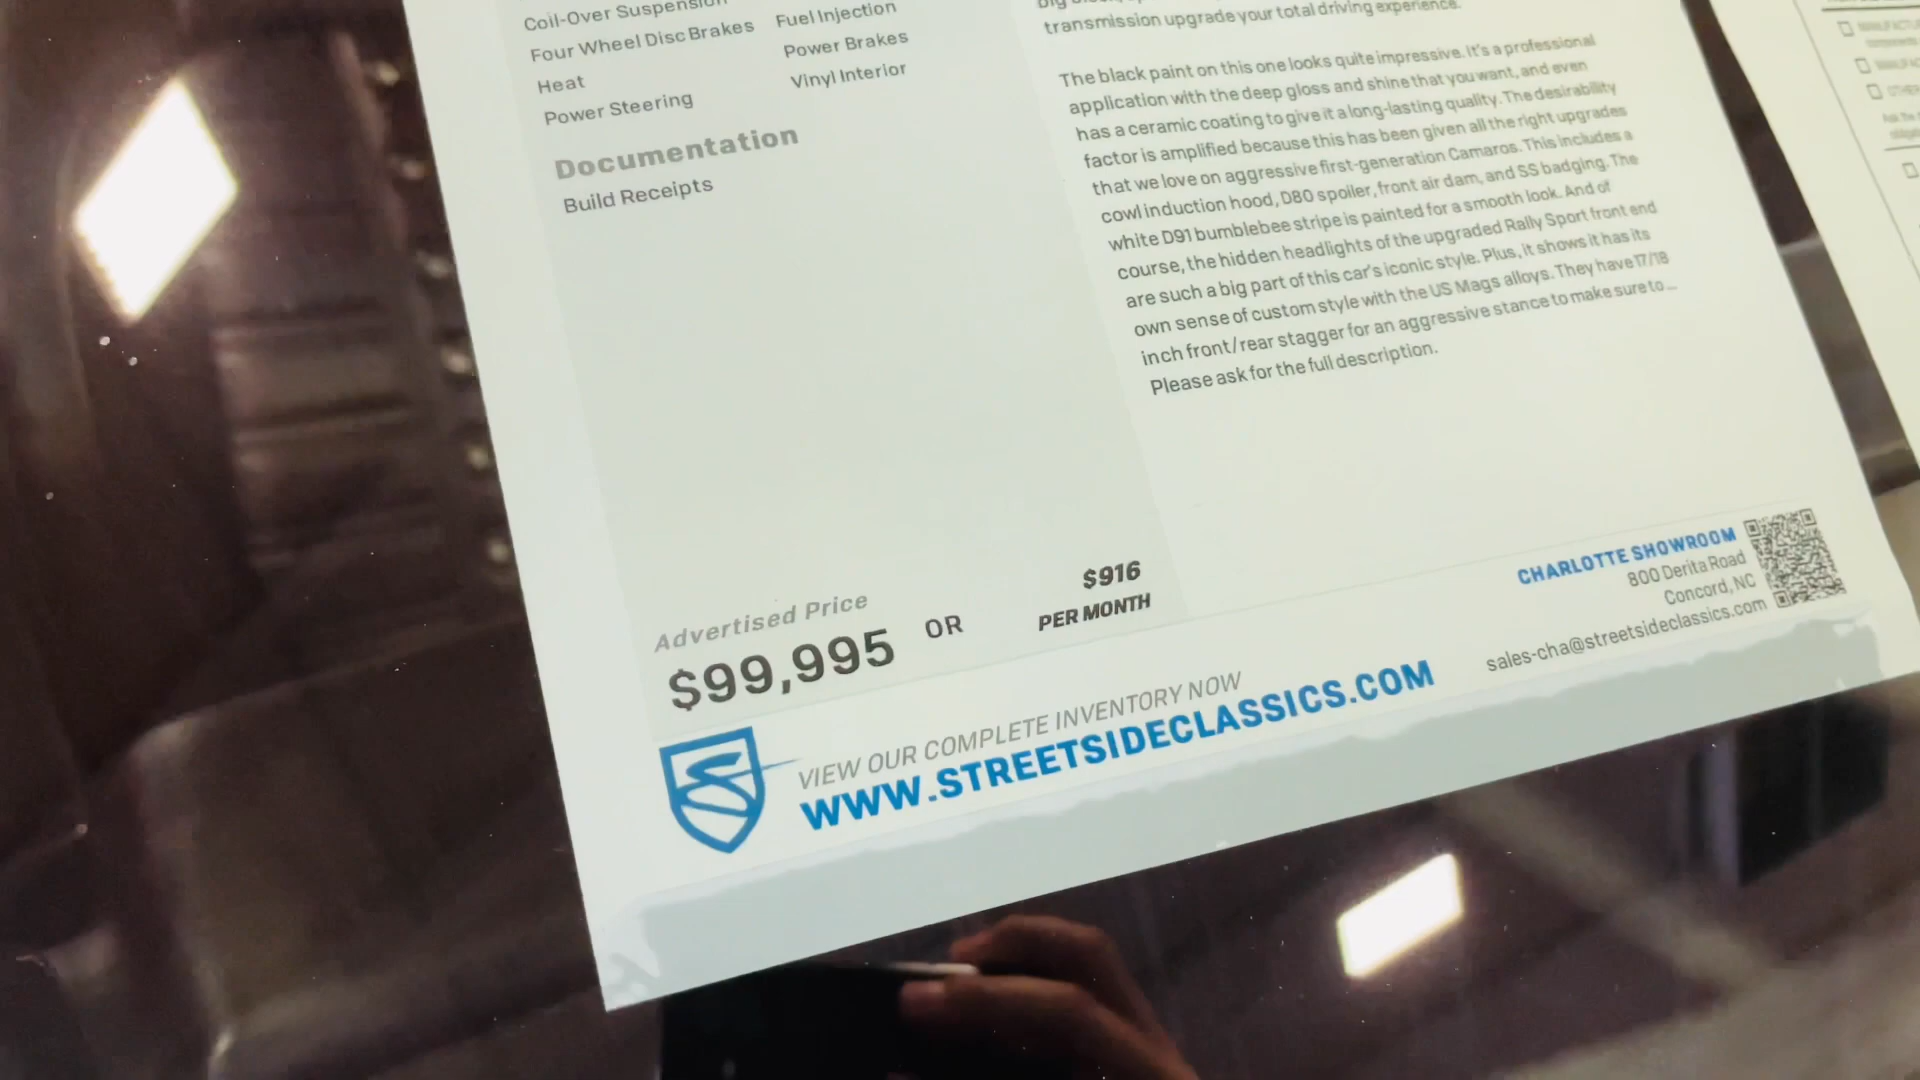 Coil-Over Suspension
Four Wheel Disc Brakes
Heat
Power Steering
Fuel Injection
Power Brakes
Vinyl Interior
Documentation
Build Receipts
transmission upgrade your total driving experience.
The black paint on this one looks quite impressive. It's a professional
application with the deep gloss and shine that you want, and even
has a ceramic coating to give it a long-lasting quality. The desirability
factor is amplified because this has been given all the right upgrades
that we love on aggressive first-generation Camaros. This includes a
cowl induction hood, D80 spoiler, front air dam, and SS badging. The
white D91 bumblebee stripe is painted for a smooth look. And of
course, the hidden headlights of the upgraded Rally Sport front end
are such a big part of this car's iconic style. Plus, it shows it has its
own sense of custom style with the US Mags alloys. They have 17/18
inch front/rear stagger for an aggressive stance to make sure to...
Please ask for the full description.
Advertised Price
$99,995 OR
$916
PER MONTH
CHARLOTTE SHOWROOM
800 Derita Road
Concord, NC
sales-cha@streetsideclassics.com
VIEW OUR COMPLETE INVENTORY NOW
WWW.STREETSIDECLASSICS.COM